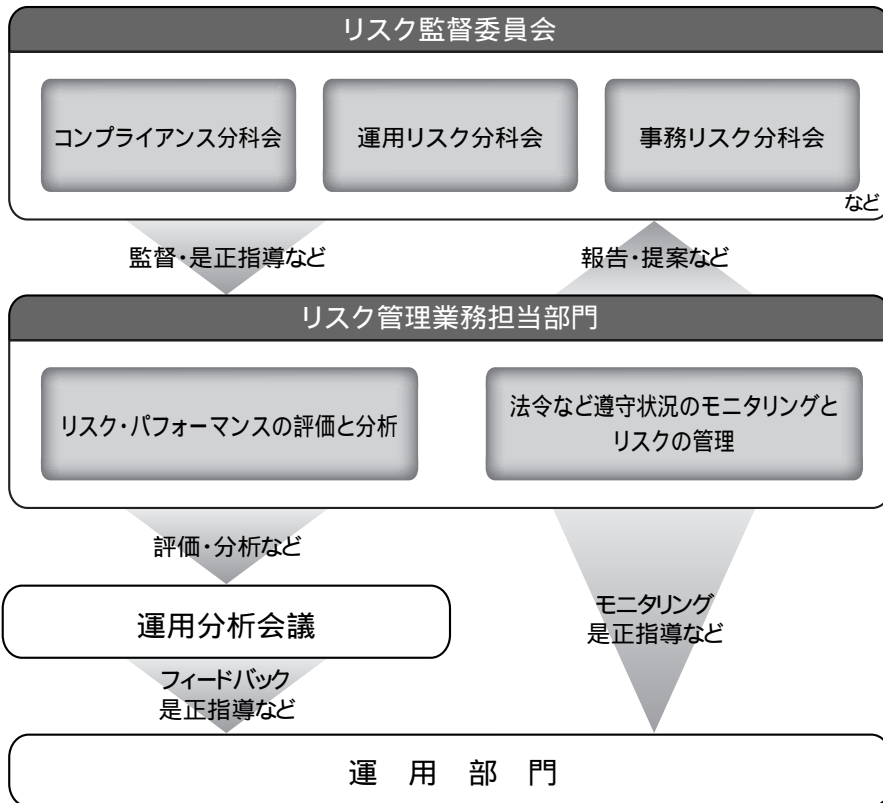 リスク監督委員会
コンプライアンス分科会
運用リスク分科会
事務リスク分科会
など
監督・是正指導など
報告・提案など
リスク管理業務担当部門
リスク・パフォーマンスの評価と分析
法令など遵守状況のモニタリングと
リスクの管理
評価・分析など
運用分析会議
モニタリング
是正指導など
フィードバック
是正指導など
運 用 部 門